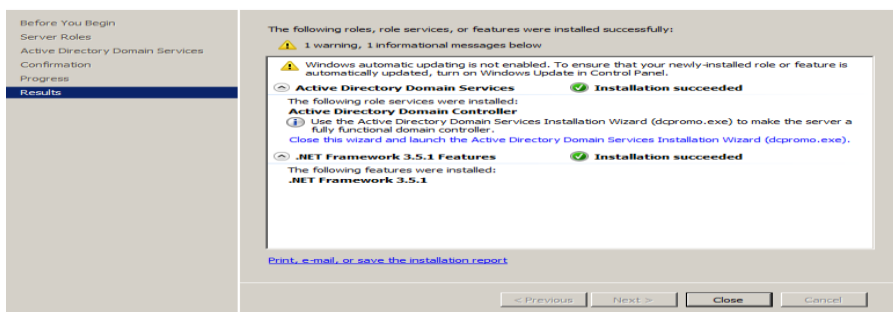 Before You Begin
Server Roles
Active Directory Domain Services
Confirmation
Progress
Results
The following roles, role services, or features were installed successfully:
1 warning, 1 informational messages below
Windows automatic updating is not enabled. To ensure that your newly-installed role or feature is
automatically updated, turn on Windows Update in Control Panel.
Active Directory Domain Services Installation succeeded
The following role services were installed:
Active Directory Domain Controller
Use the Active Directory Domain Services Installation Wizard (dcpromo.exe) to make the server a
fully functional domain controller.
Close this wizard and launch the Active Directory Domain Services Installation Wizard (dcpromo.exe).
.NET Framework 3.5.1 Features Installation succeeded
The following features were installed:
.NET Framework 3.5.1
Print, e-mail, or save the installation report
< Previous Next > Close Cancel